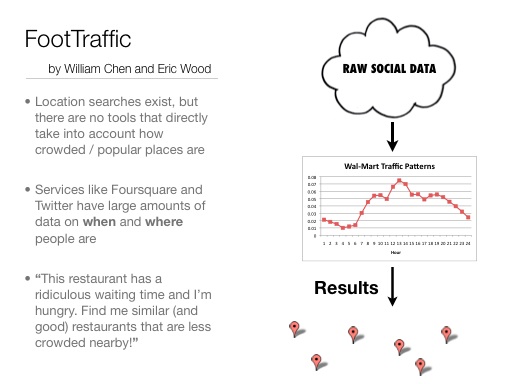 FootTraffic
by William Chen and Eric Wood
• Location searches exist, but
there are no tools that directly
take into account how
crowded / popular places are
• Services like Foursquare and
Twitter have large amounts of
data on when and where
people are
• “This restaurant has a
ridiculous waiting time and I’m
hungry. Find me similar (and
good) restaurants that are less
crowded nearby!”
RAW SOCIAL DATA
Wal-Mart Traffic Patterns
0.08
0.07
0.06
0.05
0.04
0.03
0.02
0.01
0
1 2 3 4 5 6 7 8 9 10 11 12 13 14 15 16 17 18 19 20 21 22 23 24
Hour
Results